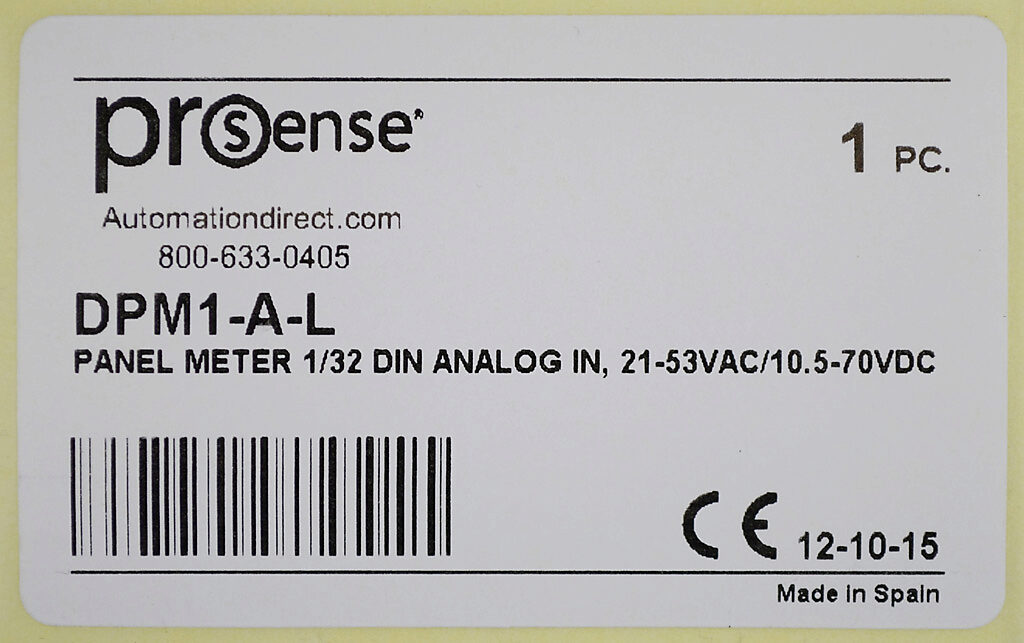 prosense®
1 PC.
Automationdirect.com
800-633-0405
DPM1-A-L
PANEL METER 1/32 DIN ANALOG IN, 21-53VAC/10.5-70VDC
CE 12-10-15
Made in Spain